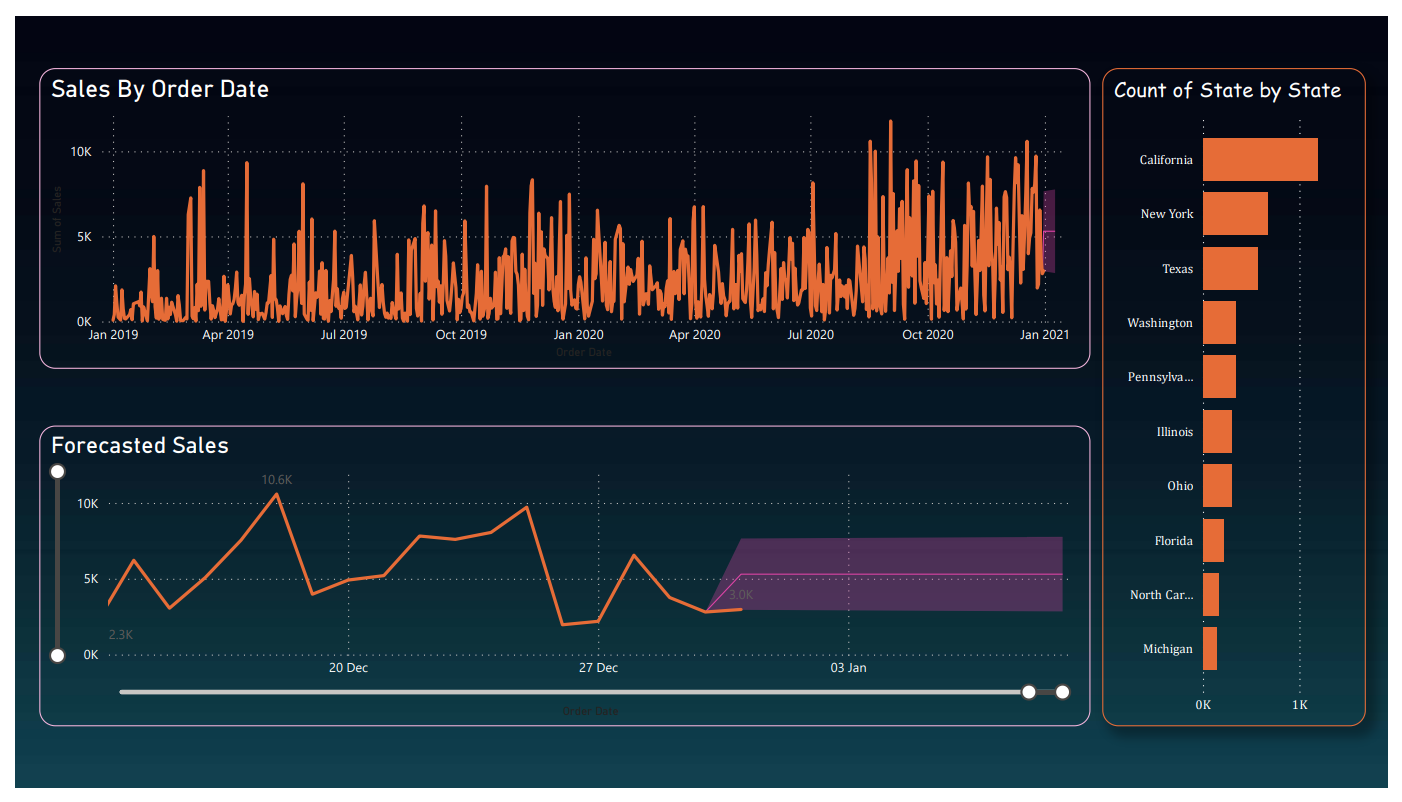 Sales By Order Date
Sum of Sales
10K
5K
0K
Jan 2019 Apr 2019 Jul 2019 Oct 2019 Jan 2020 Apr 2020 Jul 2020 Oct 2020 Jan 2021
Order Date
Forecasted Sales
10.6K
10K
5K
3.0K
2.3K
0K
20 Dec 27 Dec 03 Jan
Order Date
Count of State by State
California
New York
Texas
Washington
Pennsylva...
Illinois
Ohio
Florida
North Car...
Michigan
0K 1K